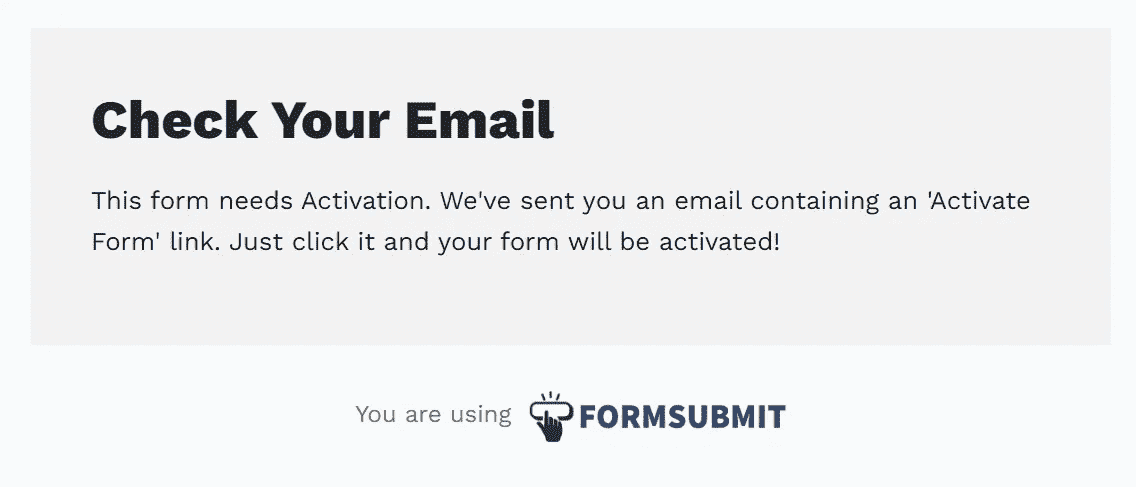 Check Your Email
This form needs Activation. We've sent you an email containing an 'Activate
Form' link. Just click it and your form will be activated!
You are using FORMSUBMIT